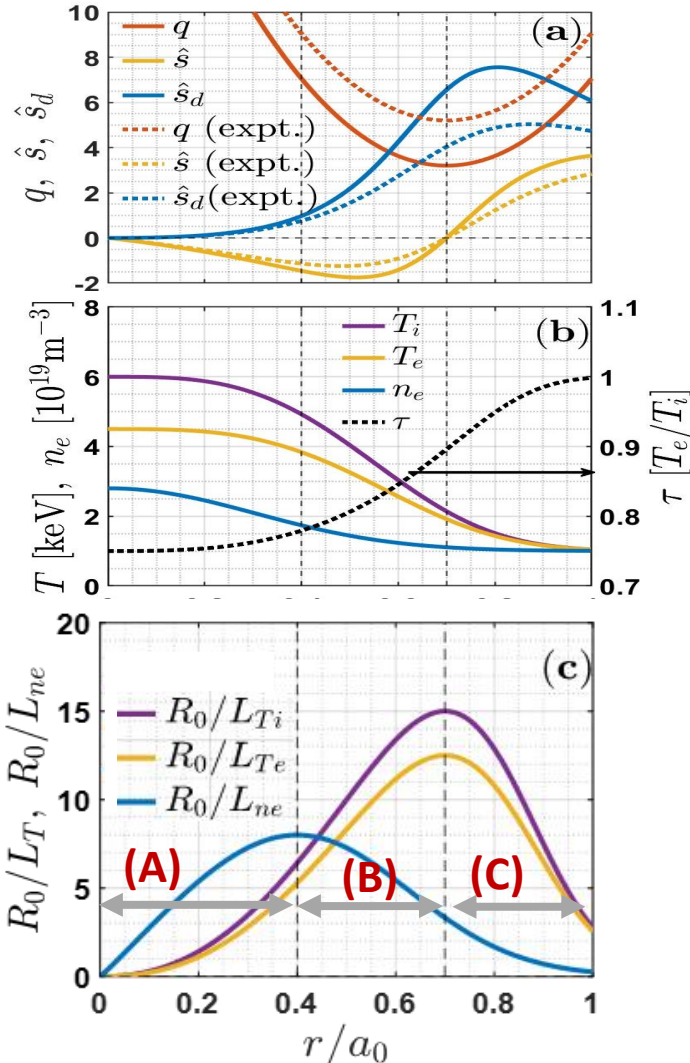 (a)
q
ŝ
ŝ_d
q (expt.)
ŝ (expt.)
ŝ_d(expt.)
q, ŝ, ŝ_d
10
8
6
4
2
0
-2
(b)
T_i
T_e
n_e
τ
T [keV], n_e [10^19 m^−3]
8
6
4
2
0
1.1
1
0.9
0.8
0.7
τ [T_e/T_i]
(c)
R_0/L_Ti
R_0/L_Te
R_0/L_ne
(A)
(B)
(C)
R_0/L_T, R_0/L_ne
20
15
10
5
0
0 0.2 0.4 0.6 0.8 1
r/a_0